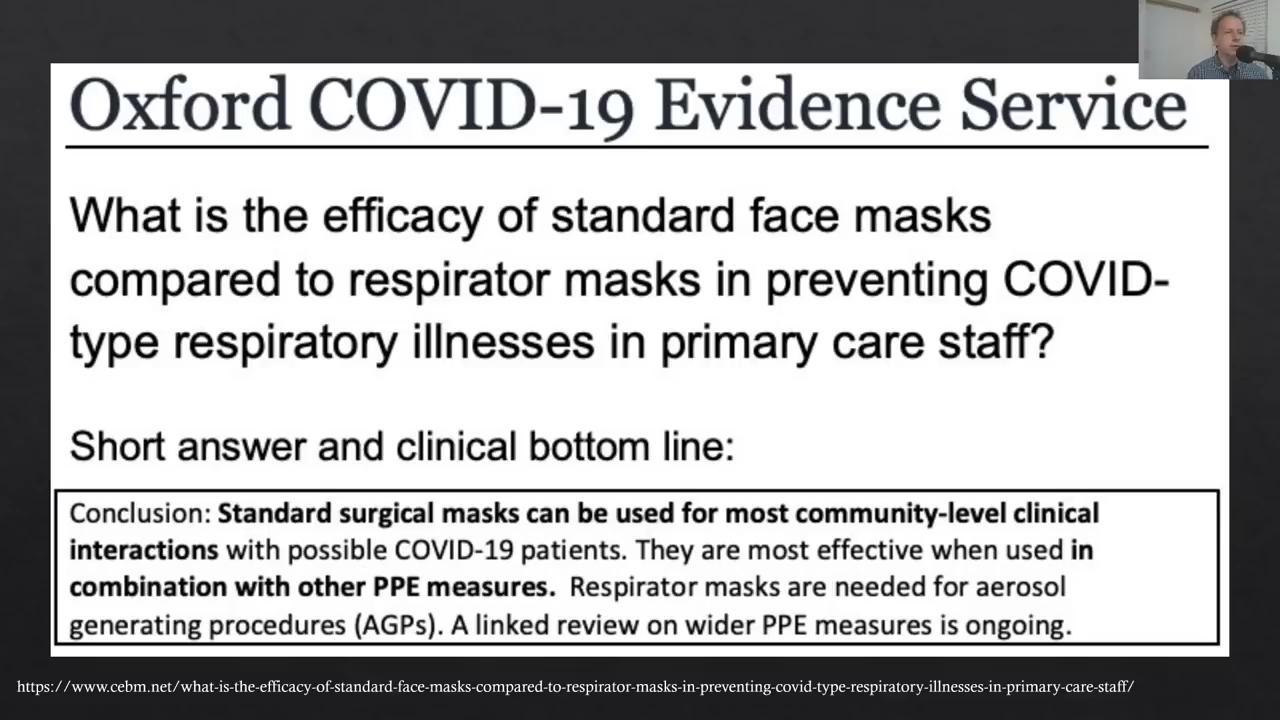 Oxford COVID-19 Evidence Service
What is the efficacy of standard face masks
compared to respirator masks in preventing COVID-
type respiratory illnesses in primary care staff?
Short answer and clinical bottom line:
Conclusion: Standard surgical masks can be used for most community-level clinical
interactions with possible COVID-19 patients. They are most effective when used in
combination with other PPE measures. Respirator masks are needed for aerosol
generating procedures (AGPs). A linked review on wider PPE measures is ongoing.
https://www.cebm.net/what-is-the-efficacy-of-standard-face-masks-compared-to-respirator-masks-in-preventing-covid-type-respiratory-illnesses-in-primary-care-staff/